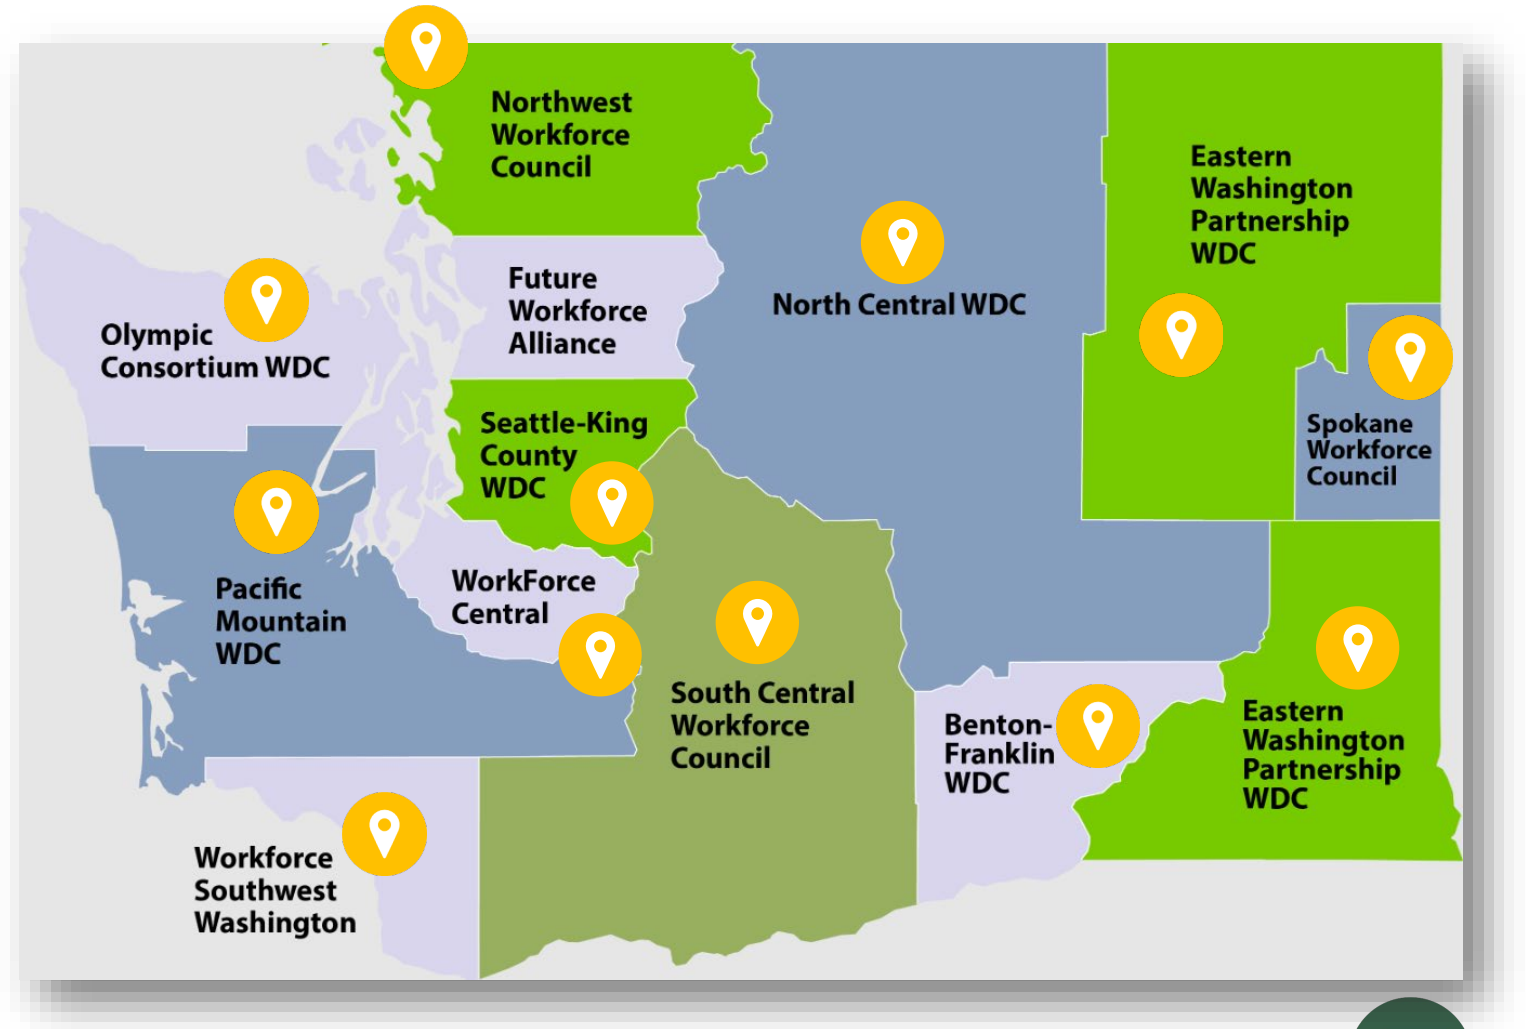 Northwest
Workforce
Council
Eastern
Washington
Partnership
WDC
Future
Workforce
Alliance
North Central WDC
Olympic
Consortium WDC
Seattle-King
County
WDC
Spokane
Workforce
Council
Pacific
Mountain
WDC
WorkForce
Central
South Central
Workforce
Council
Benton-
Franklin
WDC
Eastern
Washington
Partnership
WDC
Workforce
Southwest
Washington